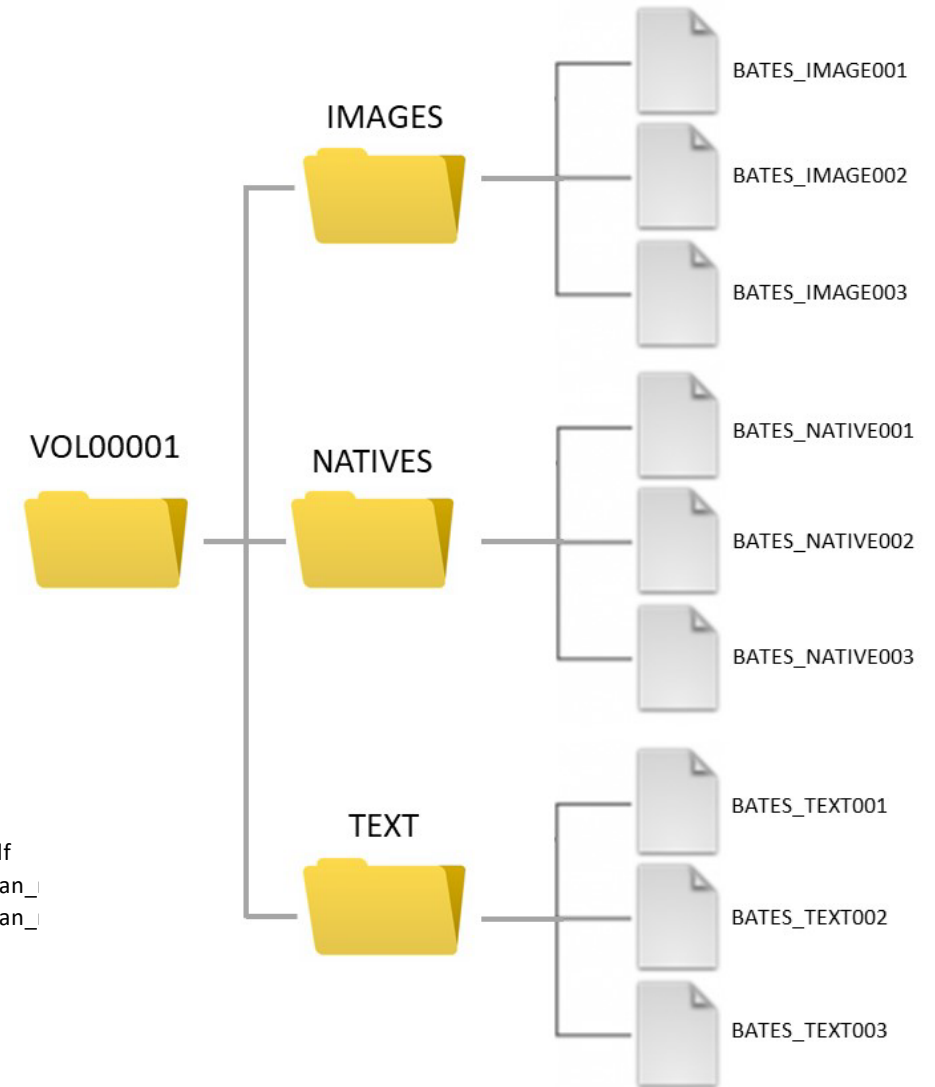 VOL00001
IMAGES
BATES_IMAGE001
BATES_IMAGE002
BATES_IMAGE003
NATIVES
BATES_NATIVE001
BATES_NATIVE002
BATES_NATIVE003
TEXT
BATES_TEXT001
BATES_TEXT002
BATES_TEXT003